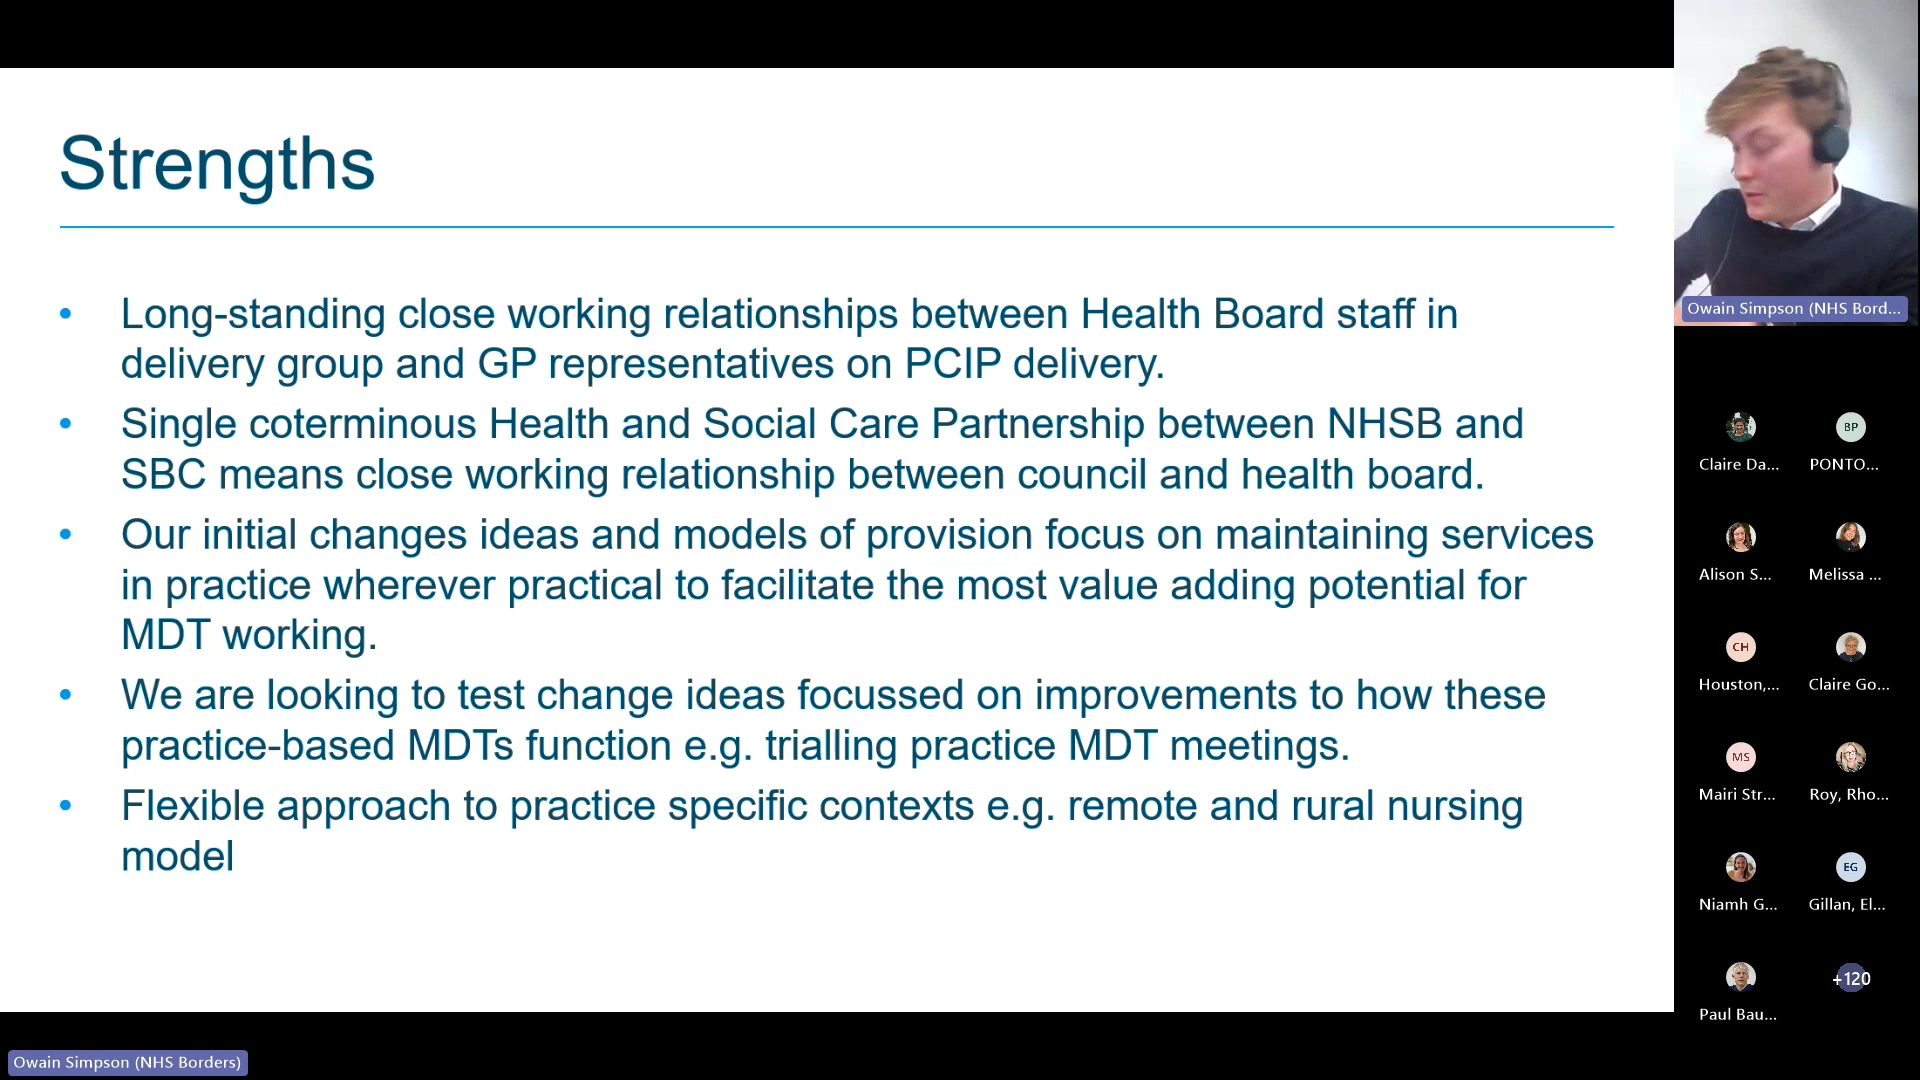 Strengths
• Long-standing close working relationships between Health Board staff in
delivery group and GP representatives on PCIP delivery.
• Single coterminous Health and Social Care Partnership between NHSB and
SBC means close working relationship between council and health board.
• Our initial changes ideas and models of provision focus on maintaining services
in practice wherever practical to facilitate the most value adding potential for
MDT working.
• We are looking to test change ideas focussed on improvements to how these
practice-based MDTs function e.g. trialling practice MDT meetings.
• Flexible approach to practice specific contexts e.g. remote and rural nursing
model
Owain Simpson (NHS Bord...
BP
Claire Da... PONTO...
Alison S... Melissa ...
CH
Houston,... Claire Go...
MS
Mairi Str... Roy, Rho...
EG
Niamh G... Gillan, El...
+120
Paul Bau...
Owain Simpson (NHS Borders)